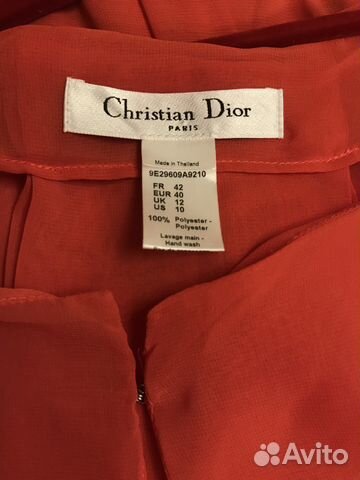 Christian Dior
PARIS
Made in Thailand
9E29609A9210
FR 42
EUR 40
UK 12
US 10
100% Polyester -
Polyester
Lavage main -
Hand wash
Avito